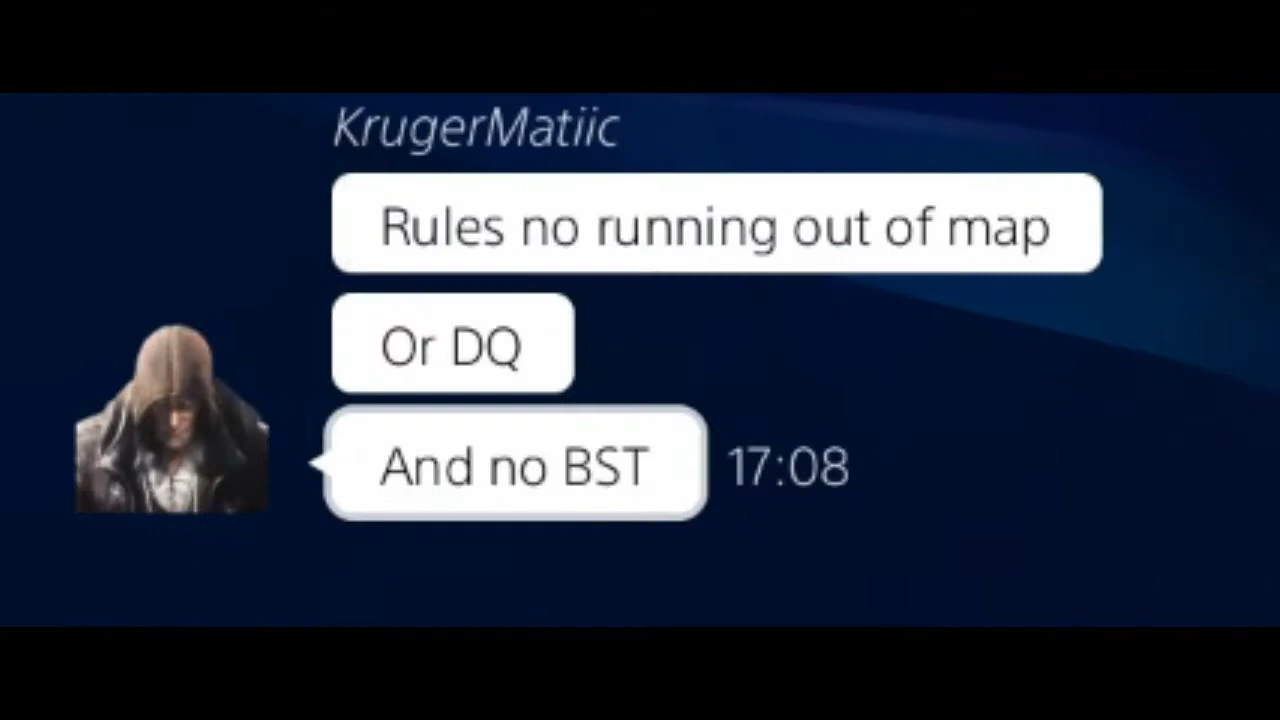 KrugerMatiic
Rules no running out of map
Or DQ
And no BST
17:08